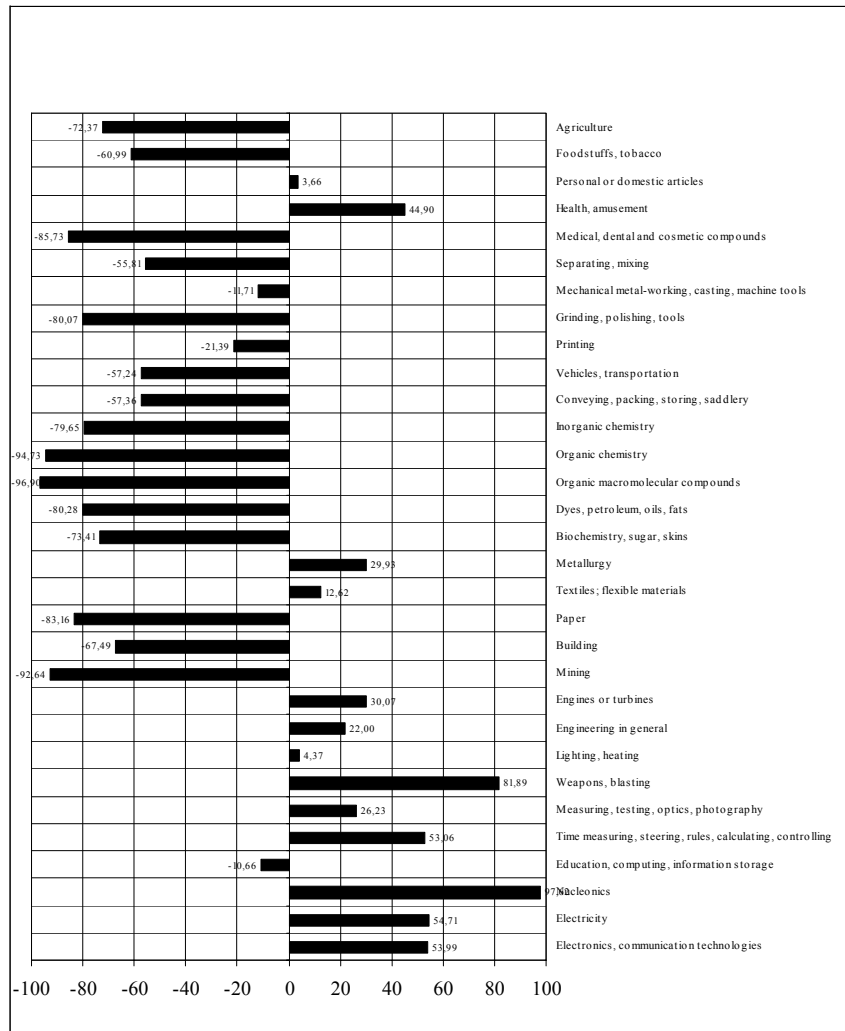 -72,37 Agriculture
-60,99 Foodstuffs, tobacco
3,66 Personal or domestic articles
44,90 Health, amusement
-85,73 Medical, dental and cosmetic compounds
-55,81 Separating, mixing
-11,71 Mechanical metal-working, casting, machine tools
-80,07 Grinding, polishing, tools
-21,39 Printing
-57,24 Vehicles, transportation
-57,36 Conveying, packing, storing, saddlery
-79,65 Inorganic chemistry
-94,73 Organic chemistry
-96,90 Organic macromolecular compounds
-80,28 Dyes, petroleum, oils, fats
-73,41 Biochemistry, sugar, skins
29,93 Metallurgy
12,62 Textiles; flexible materials
-83,16 Paper
-67,49 Building
-92,64 Mining
30,07 Engines or turbines
22,00 Engineering in general
4,37 Lighting, heating
81,89 Weapons, blasting
26,23 Measuring, testing, optics, photography
53,06 Time measuring, steering, rules, calculating, controlling
-10,66 Education, computing, information storage
Nucleonics
54,71 Electricity
53,99 Electronics, communication technologies
-100 -80 -60 -40 -20 0 20 40 60 80 100